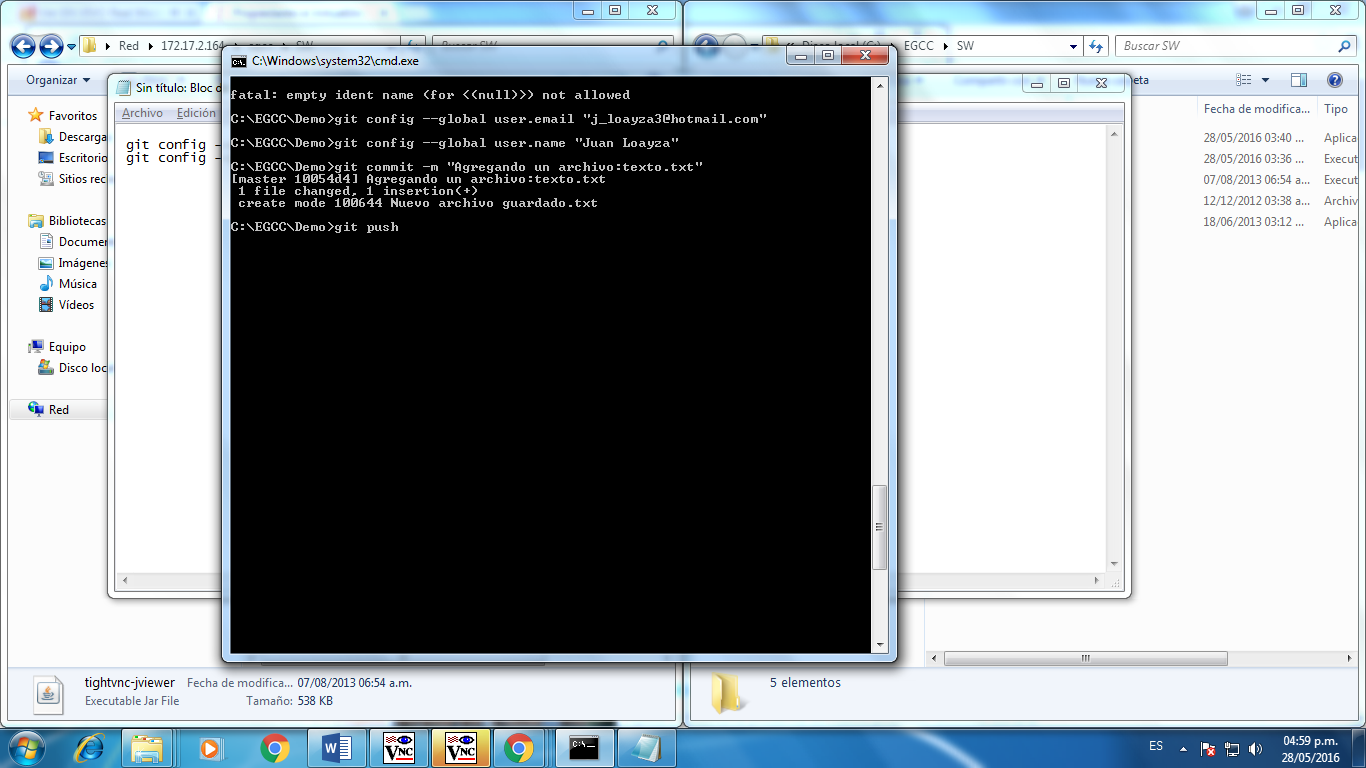 Red
172.17.2.164
SW
Buscar SW
EGCC
SW
Buscar SW
Organizar
Favoritos
Descarga
Escritorio
Sitios rec
Bibliotecas
Documer
Imágenes
Música
Vídeos
Equipo
Disco loc
Red
Sin título: Bloc d
Archivo Edición
git config -
git config -
C:\Windows\system32\cmd.exe
fatal: empty ident name (for <(null)>) not allowed
C:\EGCC\Demo>git config --global user.email "j_loayza3@hotmail.com"
C:\EGCC\Demo>git config --global user.name "Juan Loayza"
C:\EGCC\Demo>git commit -m "Agregando un archivo:texto.txt"
[master 10054d4] Agregando un archivo:texto.txt
1 file changed, 1 insertion(+)
create mode 100644 Nuevo archivo guardado.txt
C:\EGCC\Demo>git push
Fecha de modifica... Tipo
28/05/2016 03:40 ... Aplica
28/05/2016 03:36 ... Execut
07/08/2013 06:54 a... Execut
12/12/2012 03:38 a... Archiv
18/06/2013 03:12 ... Aplica
tightvnc-jviewer Fecha de modifica... 07/08/2013 06:54 a.m.
Executable Jar File Tamaño: 538 KB
5 elementos
ES
04:59 p.m.
28/05/2016